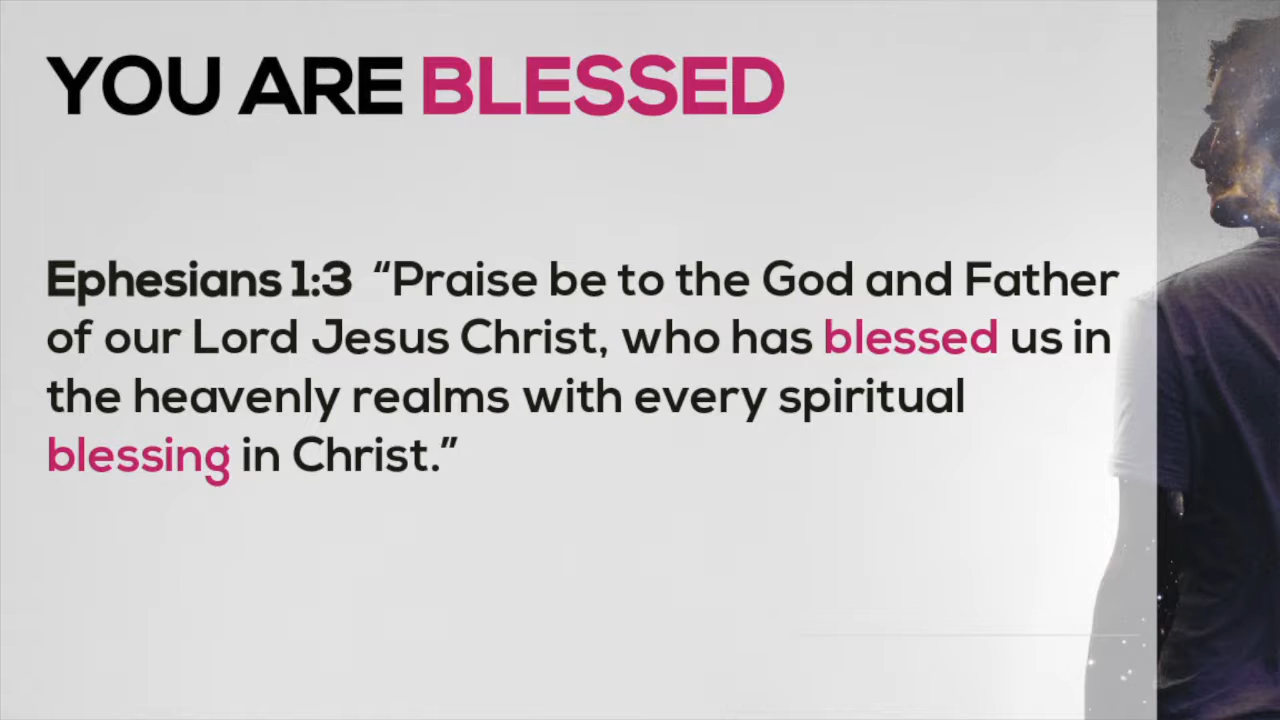 YOU ARE BLESSED
Ephesians 1:3 “Praise be to the God and Father
of our Lord Jesus Christ, who has blessed us in
the heavenly realms with every spiritual
blessing in Christ.”